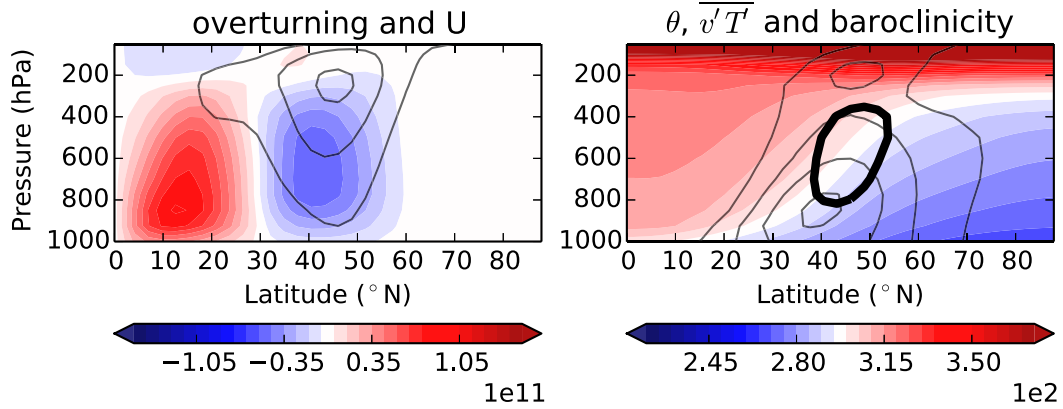 overturning and U
Pressure (hPa)
200
400
600
800
1000
0 10 20 30 40 50 60 70 80
Latitude (°N)
−1.05 −0.35 0.35 1.05
1e11
θ, v′T′ and baroclinicity
200
400
600
800
1000
0 10 20 30 40 50 60 70 80
Latitude (°N)
2.45 2.80 3.15 3.50
1e2